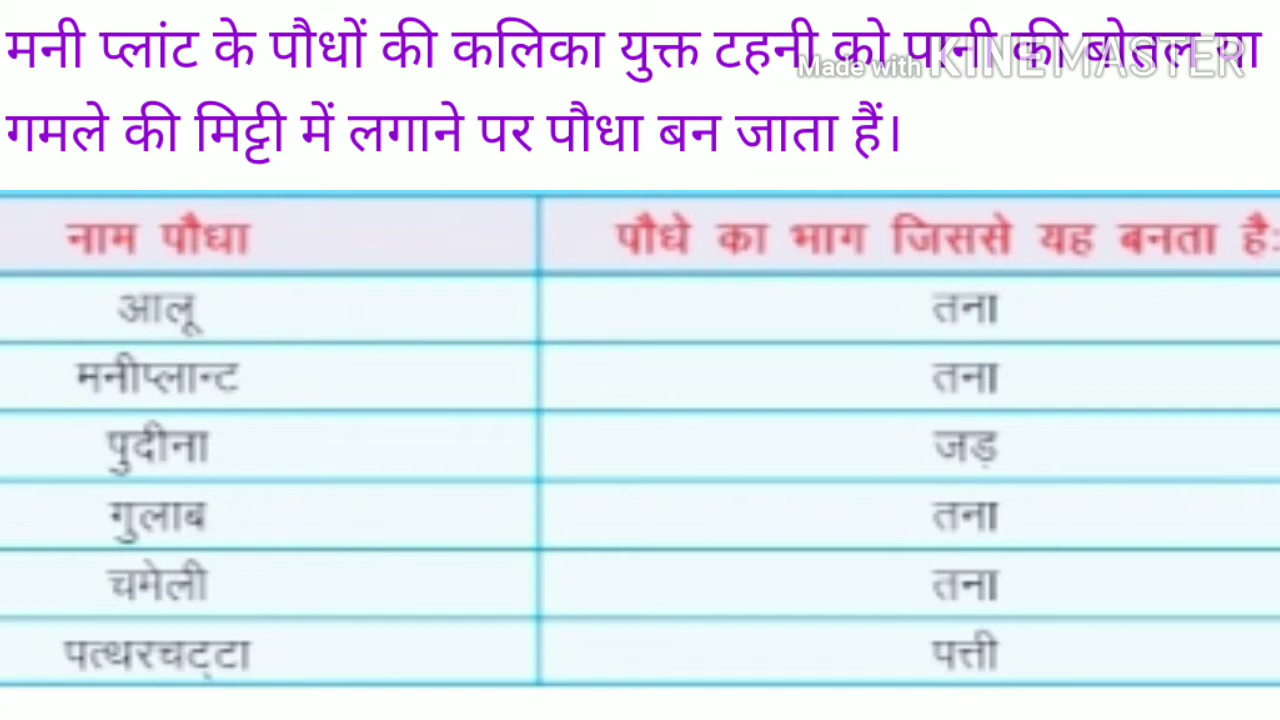 मनी प्लांट के पौधों की कलिका युक्त टहनी को पानी की बोतल या
Made with KINEMASTER
गमले की मिट्टी में लगाने पर पौधा बन जाता हैं।
नाम पौधा पौधे का भाग जिससे यह बनता है:
आलू तना
मनीप्लान्ट तना
पुदीना जड़
गुलाब तना
चमेली तना
पत्थरचट्टा पत्ती